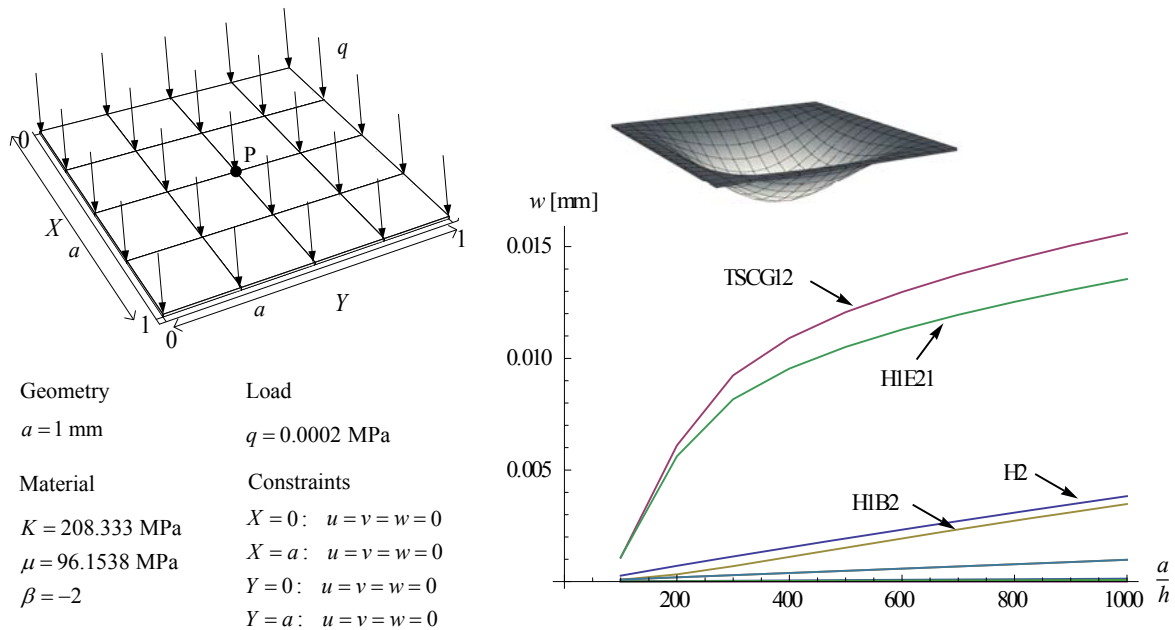 q
0
P
X
a
1
0
a
Y
1
Geometry
a = 1 mm
Load
q = 0.0002 MPa
Material
K = 208.333 MPa
μ = 96.1538 MPa
β = −2
Constraints
X = 0: u = v = w = 0
X = a: u = v = w = 0
Y = 0: u = v = w = 0
Y = a: u = v = w = 0
w [mm]
0.015
0.010
0.005
TSCG12
H1E21
H2
H1B2
200
400
600
800
1000
a
h